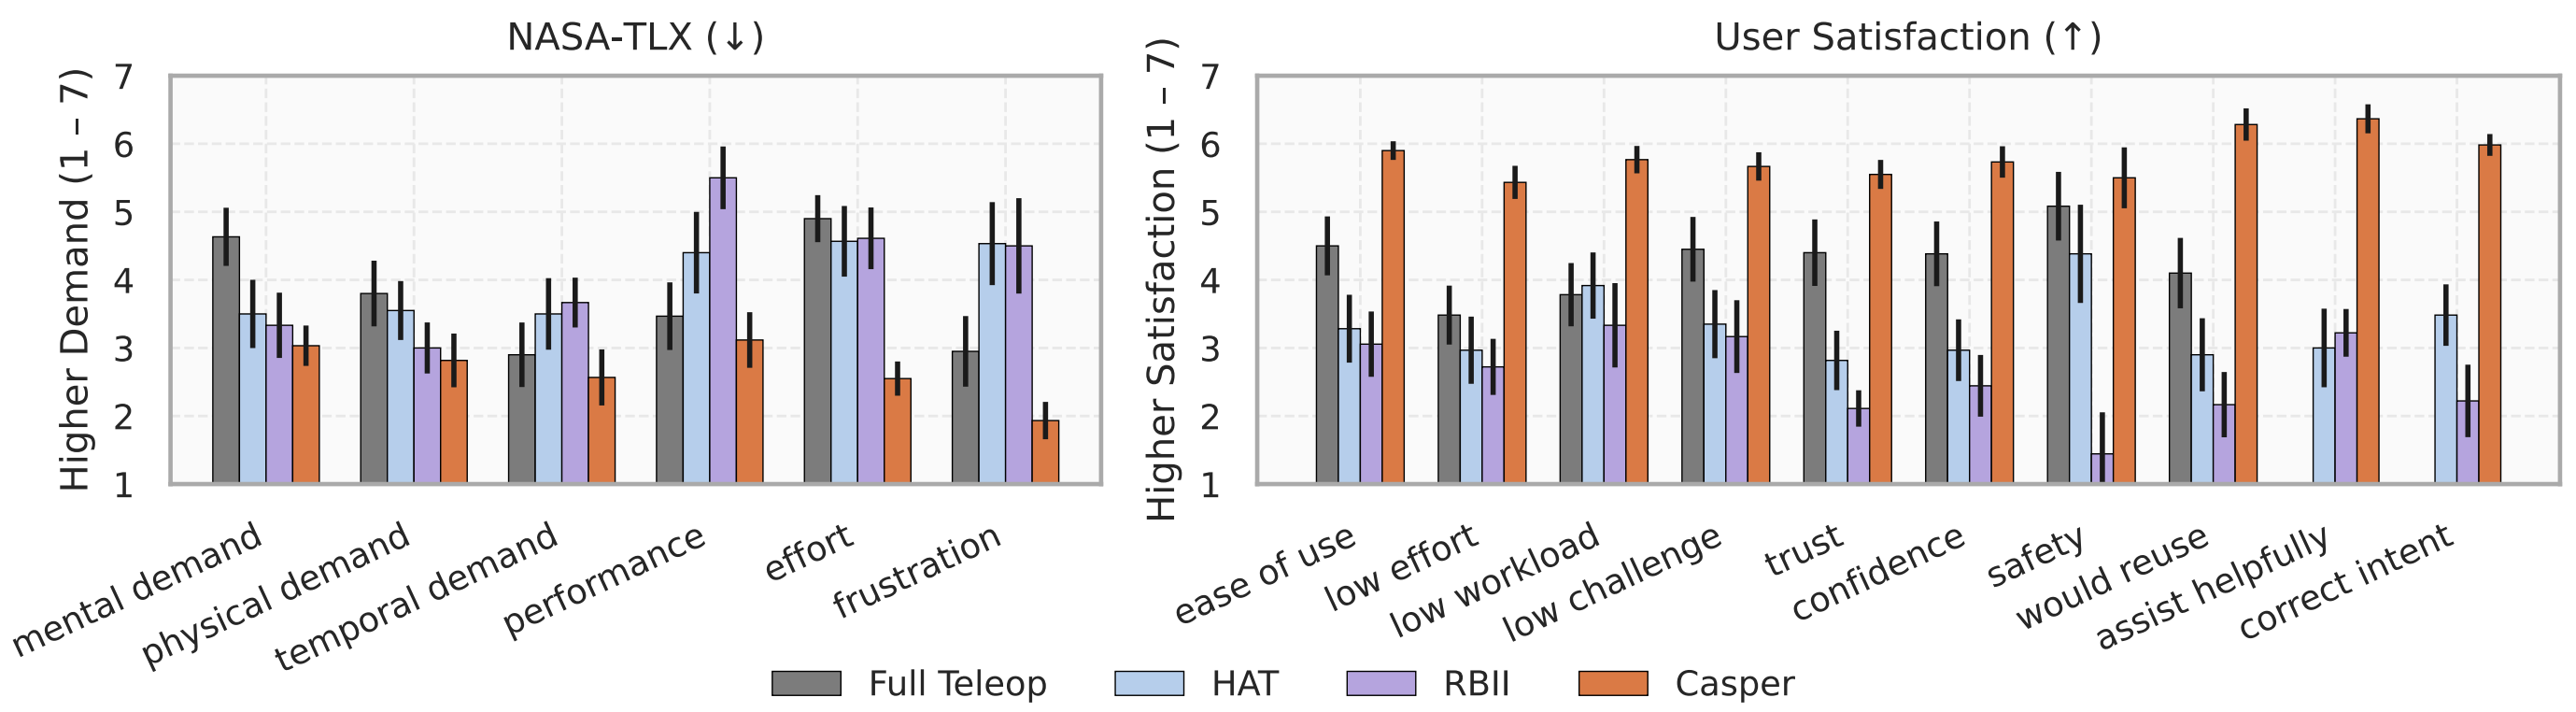 NASA-TLX (↓)
Higher Demand (1 – 7)
7
6
5
4
3
2
1
mental demand
physical demand
temporal demand
performance
effort
frustration
User Satisfaction (↑)
Higher Satisfaction (1 – 7)
7
6
5
4
3
2
1
ease of use
low effort
low workload
low challenge
trust
confidence
safety
would reuse
assist helpfully
correct intent
Full Teleop
HAT
RBII
Casper